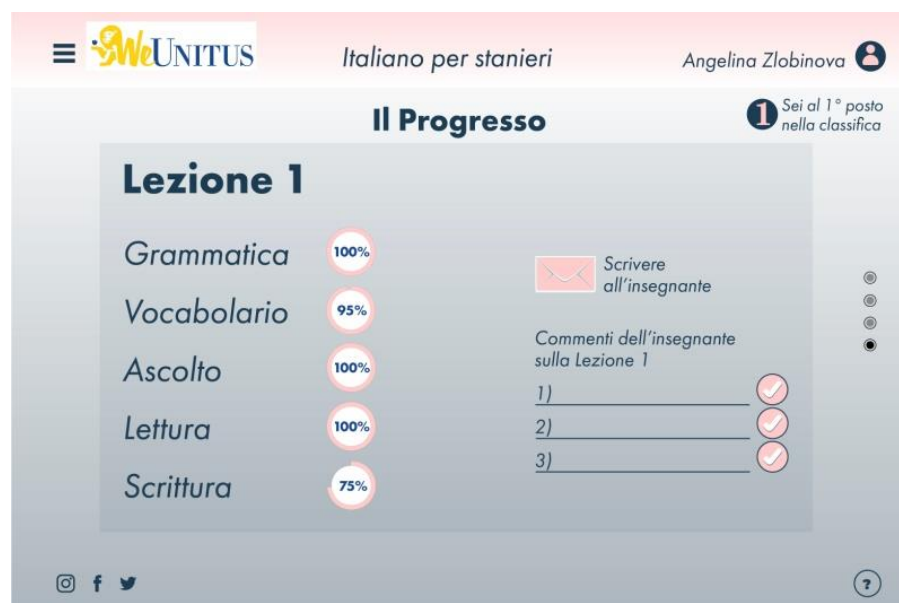 WeUNITUS
Italiano per stanieri
Angelina Zlobinova
Il Progresso
1
Sei al 1° posto
nella classifica
Lezione 1
Grammatica 100%
Vocabolario 95%
Ascolto 100%
Lettura 100%
Scrittura 75%
Scrivere
all'insegnante
Commenti dell'insegnante
sulla Lezione 1
1)
2)
3)
?